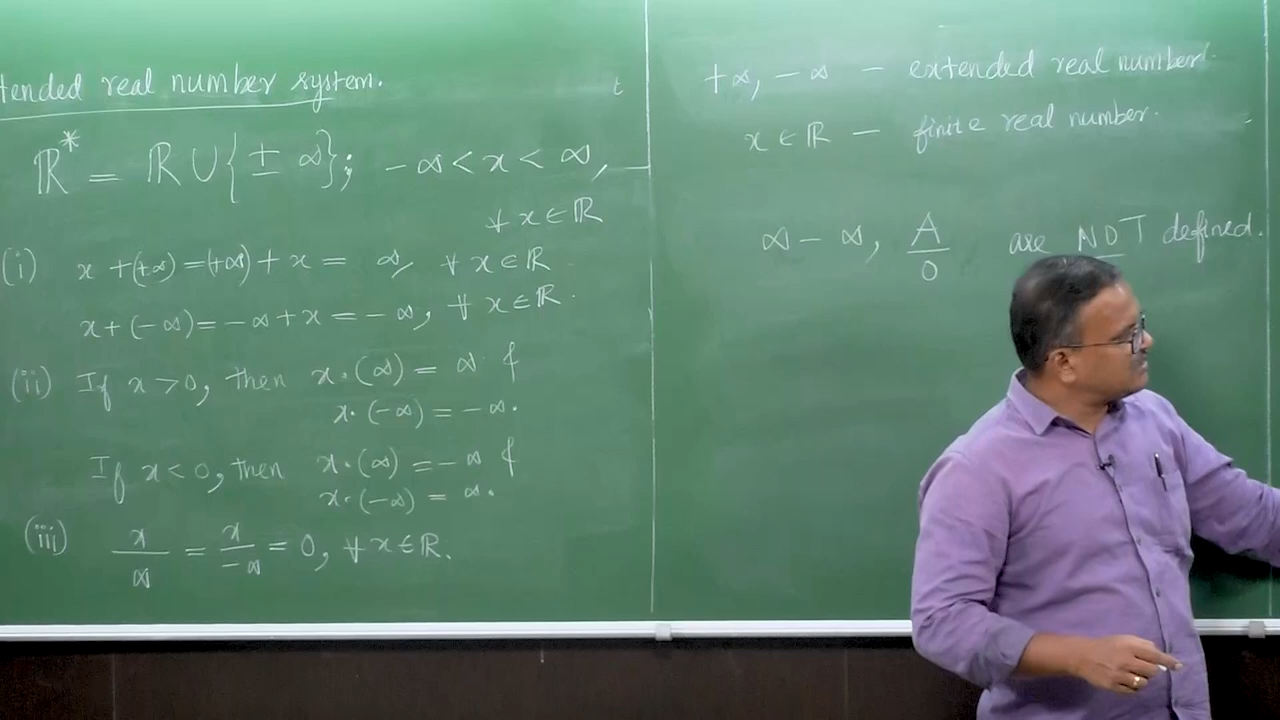 tended real number system.
ℝ* = ℝ ∪ {± ∞}; -∞ < x < ∞,
∀ x ∈ ℝ
(i) x + (+∞) = (+∞) + x = ∞, ∀ x ∈ ℝ
x + (-∞) = -∞ + x = -∞, ∀ x ∈ ℝ.
(ii) If x > 0, then x · (∞) = ∞ &
x · (-∞) = -∞.
If x < 0, then x · (∞) = -∞ &
x · (-∞) = ∞.
(iii) x/∞ = x/-∞ = 0, ∀ x ∈ ℝ.
t
+∞, -∞ — extended real number.
x ∈ ℝ — finite real number.
∞ - ∞, A/0 are NOT defined.